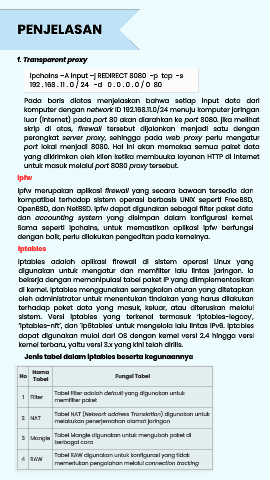 PENJELASAN
1. Transparent proxy
Ipchains –A input –j REDIRECT 8080 -p tcp -s
192 . 168 . 11 . 0 / 24 -d 0 . 0 . 0 . 0 / 0 80
Pada baris diatas menjelaskan bahwa setiap input data dari
komputer dengan network ID 192.168.11.0/24 menuju komputer jaringan
luar (internet) pada port 80 akan diarahkan ke port 8080. jika melihat
skrip di atas, firewall tersebut dijalankan menjadi satu dengan
perangkat server proxy, sehingga pada web proxy perlu mengatur
port lokal menjadi 8080. Hal ini akan memaksa semua paket data
yang dikirimkan oleh klien ketika membuka layanan HTTP di internet
untuk masuk melalui port 8080 proxy tersebut.
Ipfw
Ipfw merupakan aplikasi firewall yang secara bawaan tersedia dan
kompatibel terhadap sistem operasi berbasis UNIX seperti FreeBSD,
OpenBSD, dan NetBSD. Ipfw dapat digunakan sebagai filter paket data
dan accounting system yang disimpan dalam konfigurasi kernel.
Sama seperti ipchains, untuk memastikan aplikasi ipfw berfungsi
dengan baik, perlu dilakukan pengeditan pada kernelnya.
Iptables
Iptables adalah aplikasi firewall di sistem operasi Linux yang
digunakan untuk mengatur dan memfilter lalu lintas jaringan. Ia
bekerja dengan memanipulasi tabel paket IP yang diimplementasikan
di kernel. Iptables menggunakan serangkaian aturan yang ditetapkan
oleh administrator untuk menentukan tindakan yang harus dilakukan
terhadap paket data yang masuk, keluar, atau diteruskan melalui
sistem. Versi iptables yang terkenal termasuk 'iptables-legacy',
'iptables-nft', dan 'ip6tables' untuk mengelola lalu lintas IPv6. Iptables
dapat digunakan mulai dari OS dengan kernel versi 2.4 hingga versi
kernel terbaru, yaitu versi 3.x yang kini telah dirilis.
Jenis tabel dalam iptables beserta kegunaannya
No Nama Tabel Fungsi Tabel
1 Filter Tabel Filter adalah default yang digunakan untuk
memfilter paket
2 NAT Tabel NAT (Network Address Translation) digunakan untuk
melakukan penerjemahan alamat jaringan
3 Mangle Tabel Mangle digunakan untuk mengubah paket di
berbagai cara
4 RAW Tabel RAW digunakan untuk konfigurasi yang tidak
memerlukan pengolahan melalui connection tracking